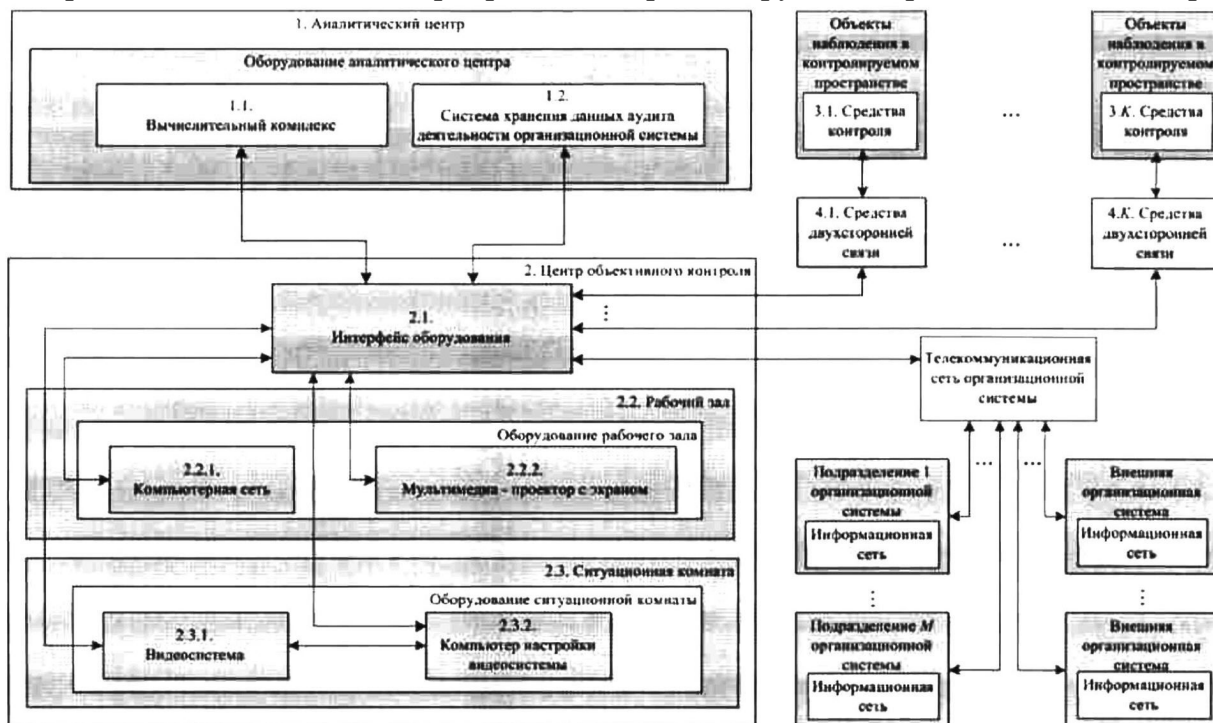 1. Аналитический центр
Оборудование аналитического центра
1.1.
Вычислительный комплекс
1.2.
Система хранения данных аудита
деятельности организационной системы
Объекты
наблюдения в
контролируемом
пространстве
3.1. Средства
контроля
...
Объекты
наблюдения в
контролируемом
пространстве
3.К. Средства
контроля
4.1. Средства
двухсторонней
связи
...
4.К. Средства
двухсторонней
связи
2. Центр объективного контроля
2.1.
Интерфейс оборудования
...
Телекоммуникационная
сеть организационной
системы
2.2. Рабочий зал
Оборудование рабочего зала
2.2.1.
Компьютерная сеть
2.2.2.
Мультимедиа - проектор с экраном
2.3. Ситуационная комната
Оборудование ситуационной комнаты
2.3.1.
Видеосистема
2.3.2.
Компьютер настройки
видеосистемы
...
...
Подразделение 1
организационной
системы
Информационная
сеть
Внешняя
организационная
система
Информационная
сеть
...
...
Подразделение М
организационной
системы
Информационная
сеть
Внешняя
организационная
система
Информационная
сеть